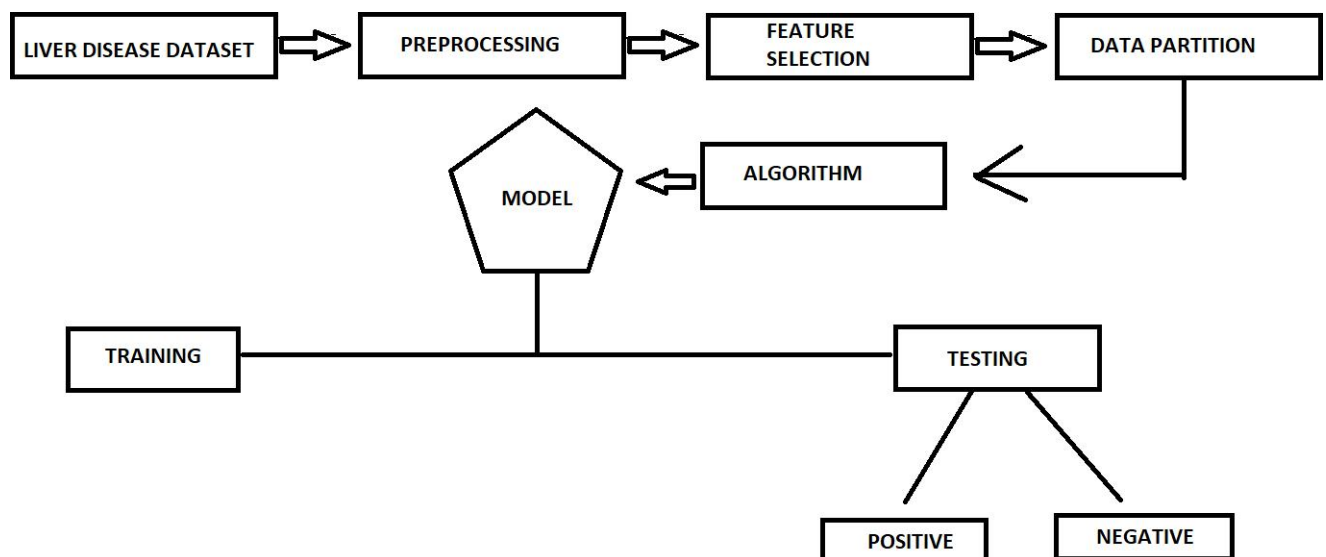 LIVER DISEASE DATASET
PREPROCESSING
FEATURE
SELECTION
DATA PARTITION
ALGORITHM
MODEL
TRAINING
TESTING
POSITIVE
NEGATIVE